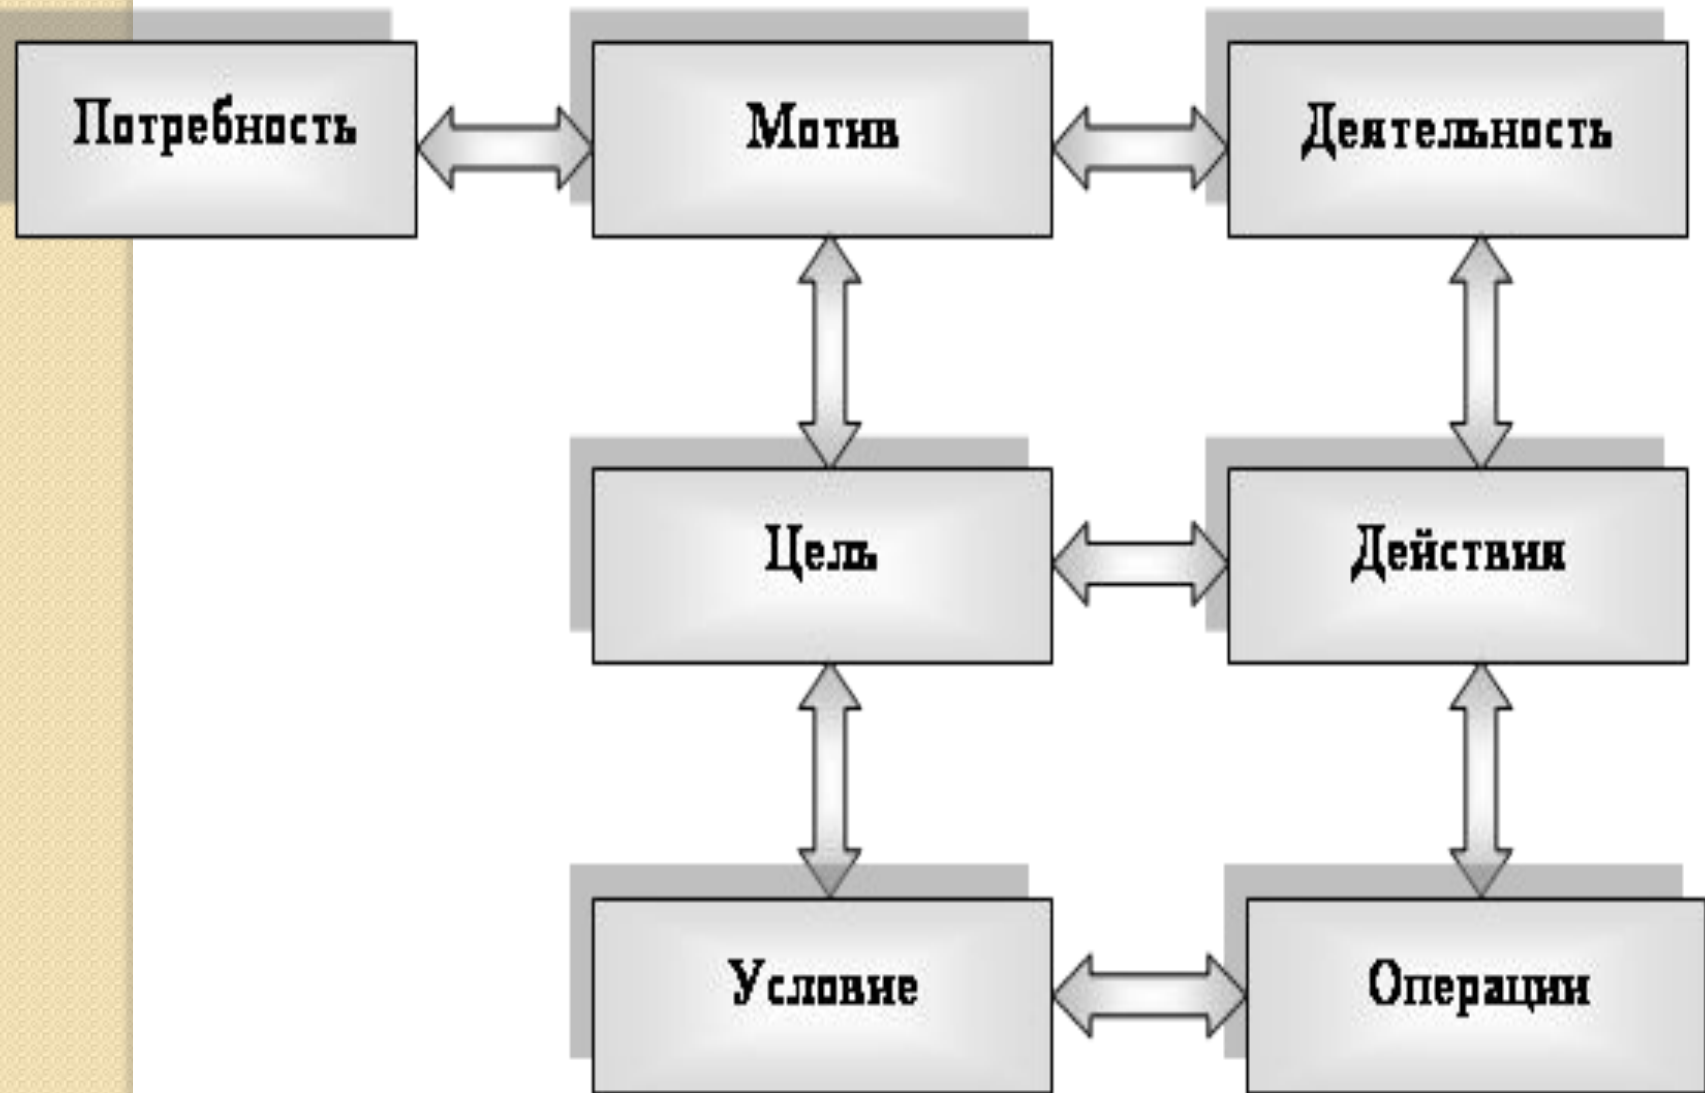 Потребность
Мотив
Деятельность
Цель
Действия
Условие
Операции